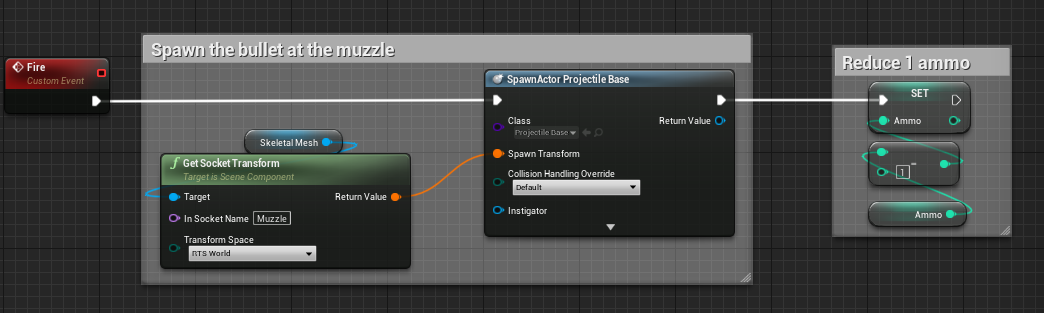 Fire
Custom Event
Spawn the bullet at the muzzle
Skeletal Mesh
Get Socket Transform
Target is Scene Component
Target
Return Value
In Socket Name Muzzle
Transform Space
RTS World
SpawnActor Projectile Base
Class
Projectile Base
Return Value
Spawn Transform
Collision Handling Override
Default
Instigator
Reduce 1 ammo
SET
Ammo
1
-
Ammo